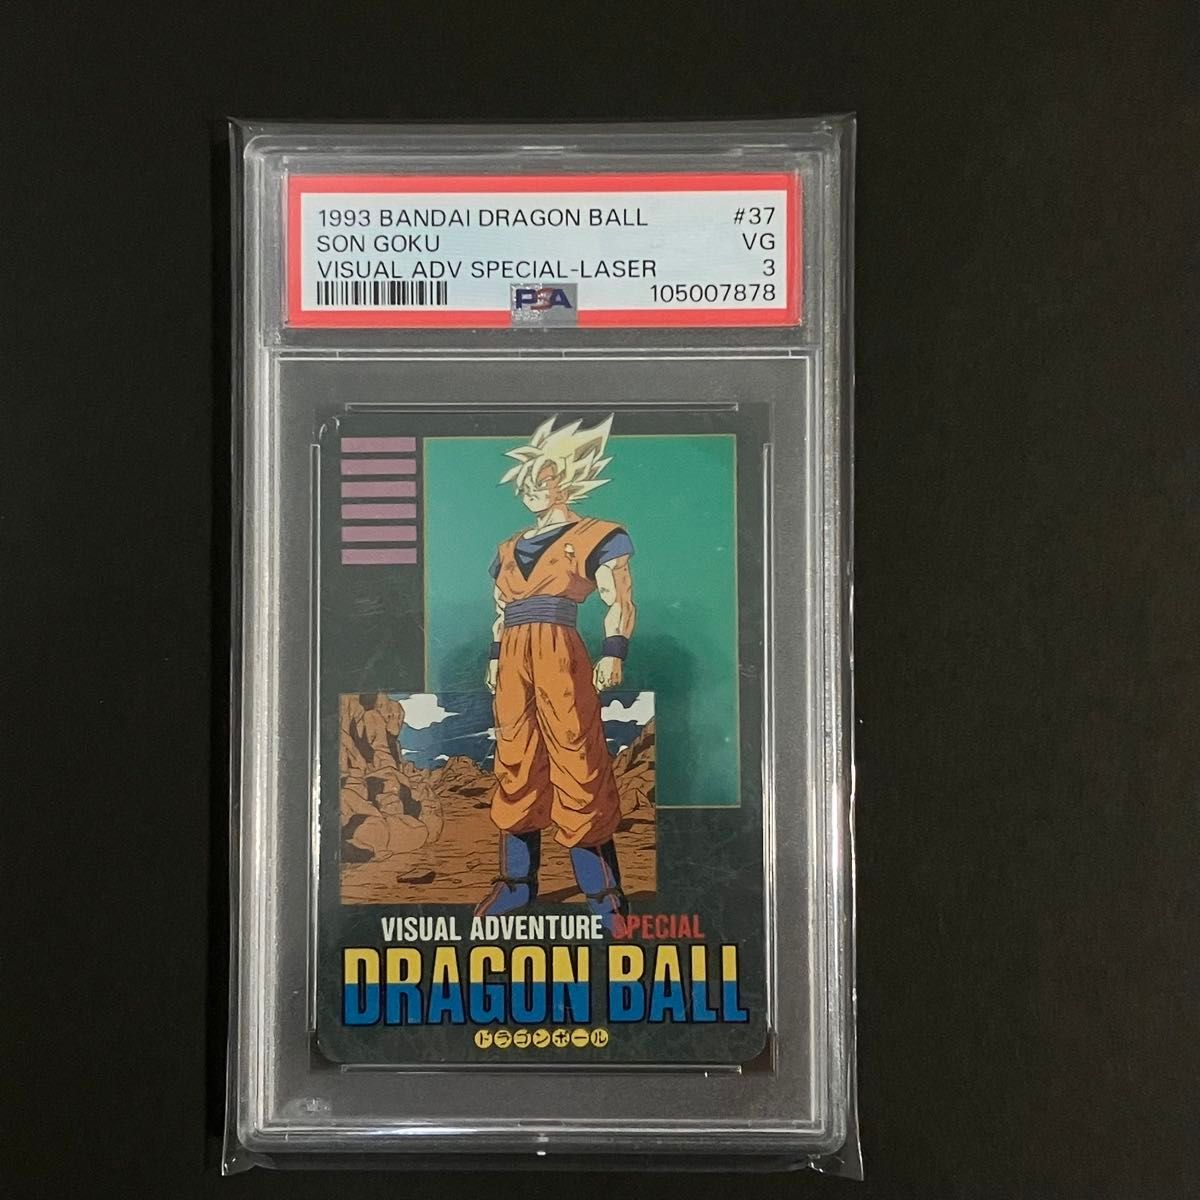 1993 BANDAI DRAGON BALL #37
SON GOKU VG
VISUAL ADV SPECIAL-LASER 3
PSA 105007878
VISUAL ADVENTURE SPECIAL
DRAGON BALL
ドラゴンボール